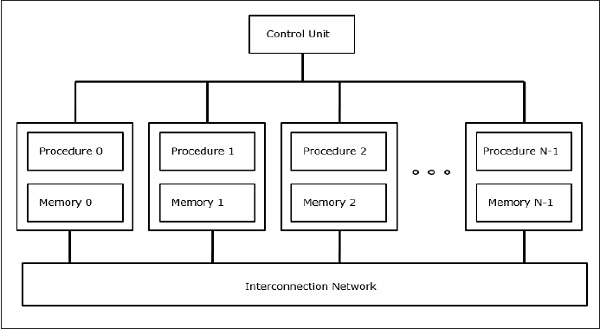 Control Unit
Procedure 0
Procedure 1
Procedure 2
Procedure N-1
Memory 0
Memory 1
Memory 2
Memory N-1
Interconnection Network